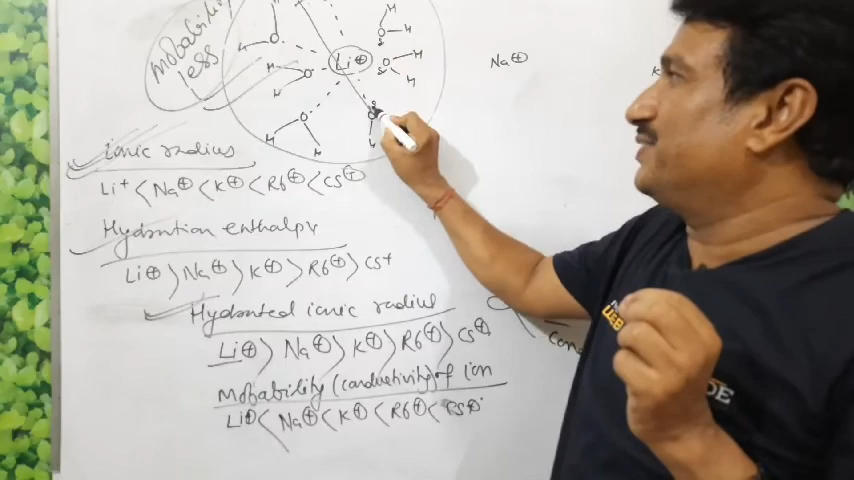 mobability
less
H
H
O
H
H
O
H
H
O
H
H
Li⊕
O
H
δ
O
H
H
δ
O
δ
H
Na⊕
K
ionic radius
Li+ < Na⊕ < K⊕ < Rb⊕ < Cs⊕
Hydration enthalpy
Li⊕ > Na⊕ > K⊕ > Rb⊕ > Cs+
Hydrated ionic radius
Li⊕ > Na⊕ > K⊕ > Rb⊕ > Cs⊕
Mobability (conductivity) of ion
Li⊕ < Na⊕ < K⊕ < Rb⊕ < Cs⊕
Con